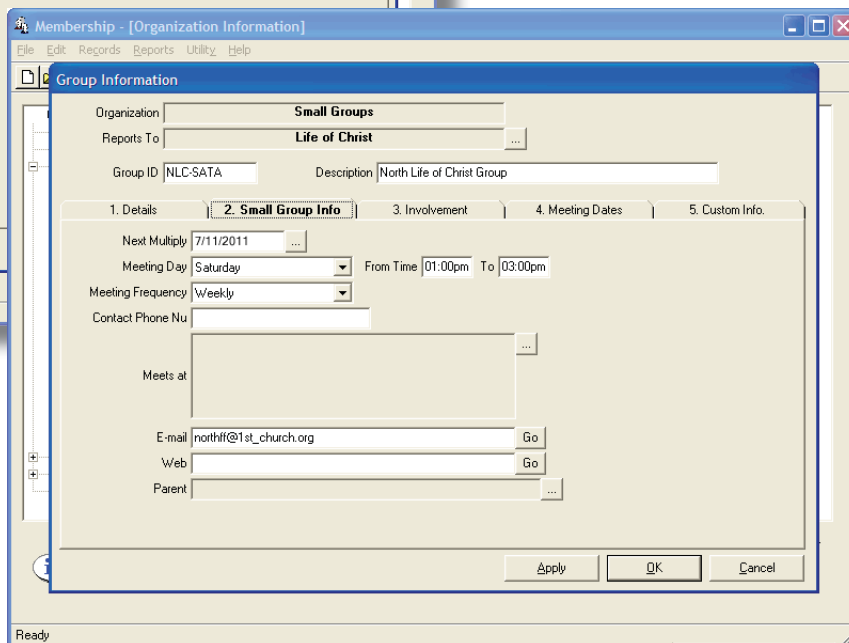 Membership - [Organization Information]
File Edit Records Reports Utility Help
Group Information
Organization Small Groups
Reports To Life of Christ ...
Group ID NLC-SATA Description North Life of Christ Group
1. Details 2. Small Group Info 3. Involvement 4. Meeting Dates 5. Custom Info.
Next Multiply 7/11/2011 ...
Meeting Day Saturday From Time 01:00pm To 03:00pm
Meeting Frequency Weekly
Contact Phone Nu
...
Meets at
E-mail northff@1st_church.org Go
Web Go
Parent ...
Apply OK Cancel
Ready